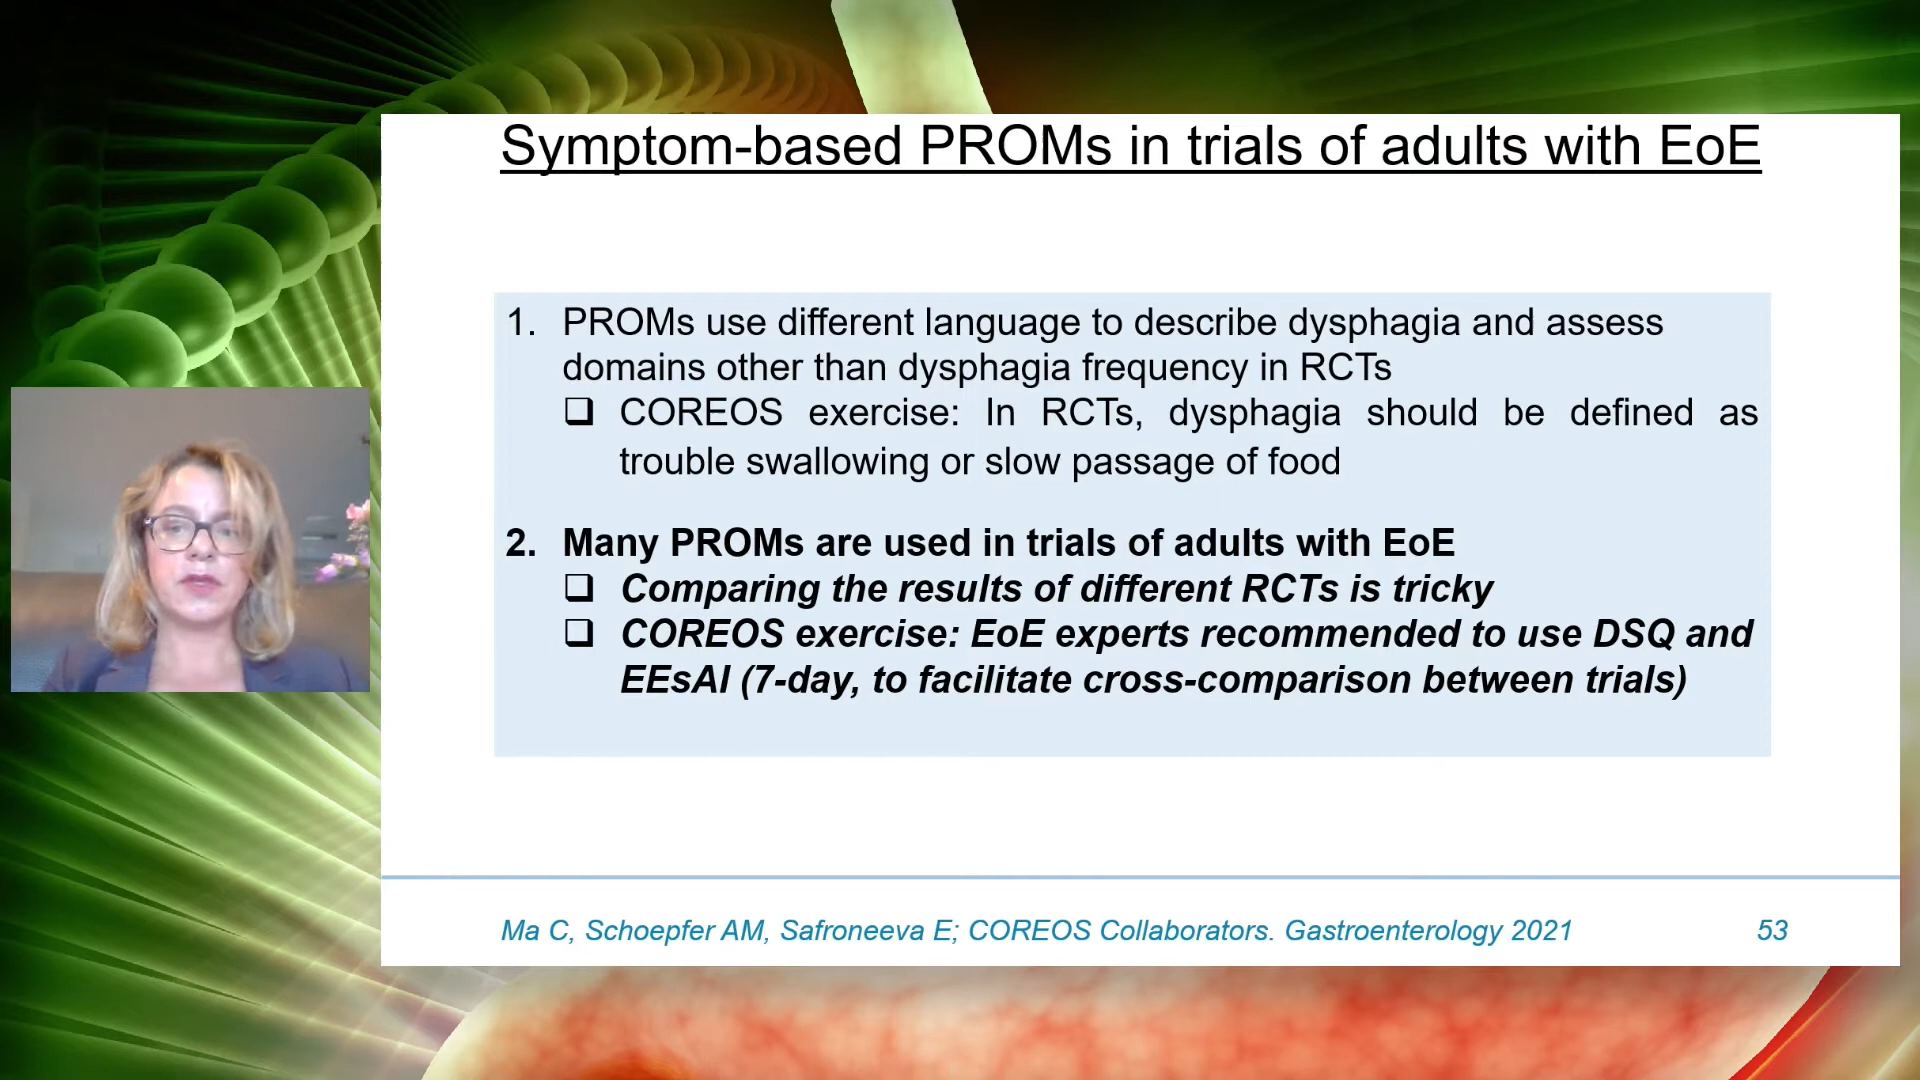 Symptom-based PROMs in trials of adults with EoE
1. PROMs use different language to describe dysphagia and assess
domains other than dysphagia frequency in RCTs
❑ COREOS exercise: In RCTs, dysphagia should be defined as
trouble swallowing or slow passage of food
2. Many PROMs are used in trials of adults with EoE
❑ Comparing the results of different RCTs is tricky
❑ COREOS exercise: EoE experts recommended to use DSQ and
EEsAI (7-day, to facilitate cross-comparison between trials)
Ma C, Schoepfer AM, Safroneeva E; COREOS Collaborators. Gastroenterology 2021
53